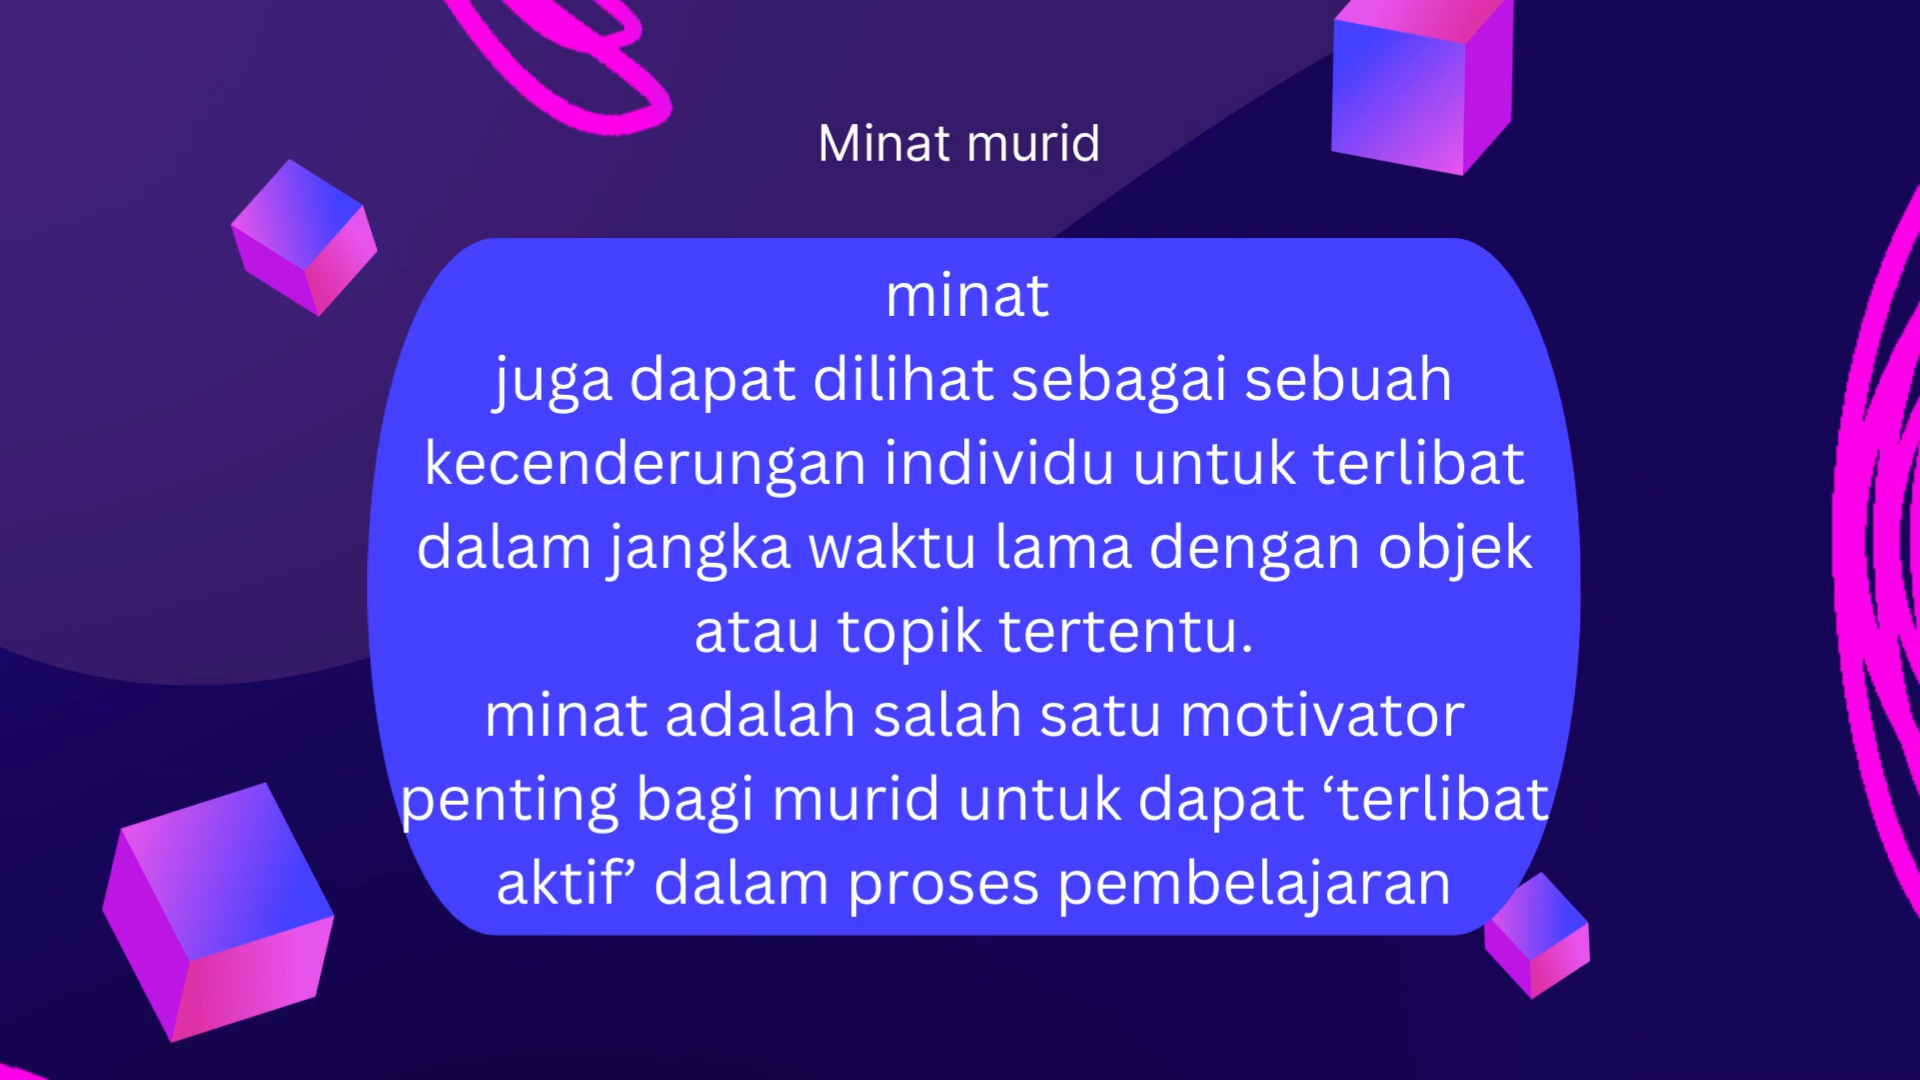 Minat murid
minat
juga dapat dilihat sebagai sebuah
kecenderungan individu untuk terlibat
dalam jangka waktu lama dengan objek
atau topik tertentu.
minat adalah salah satu motivator
penting bagi murid untuk dapat ‘terlibat
aktif’ dalam proses pembelajaran